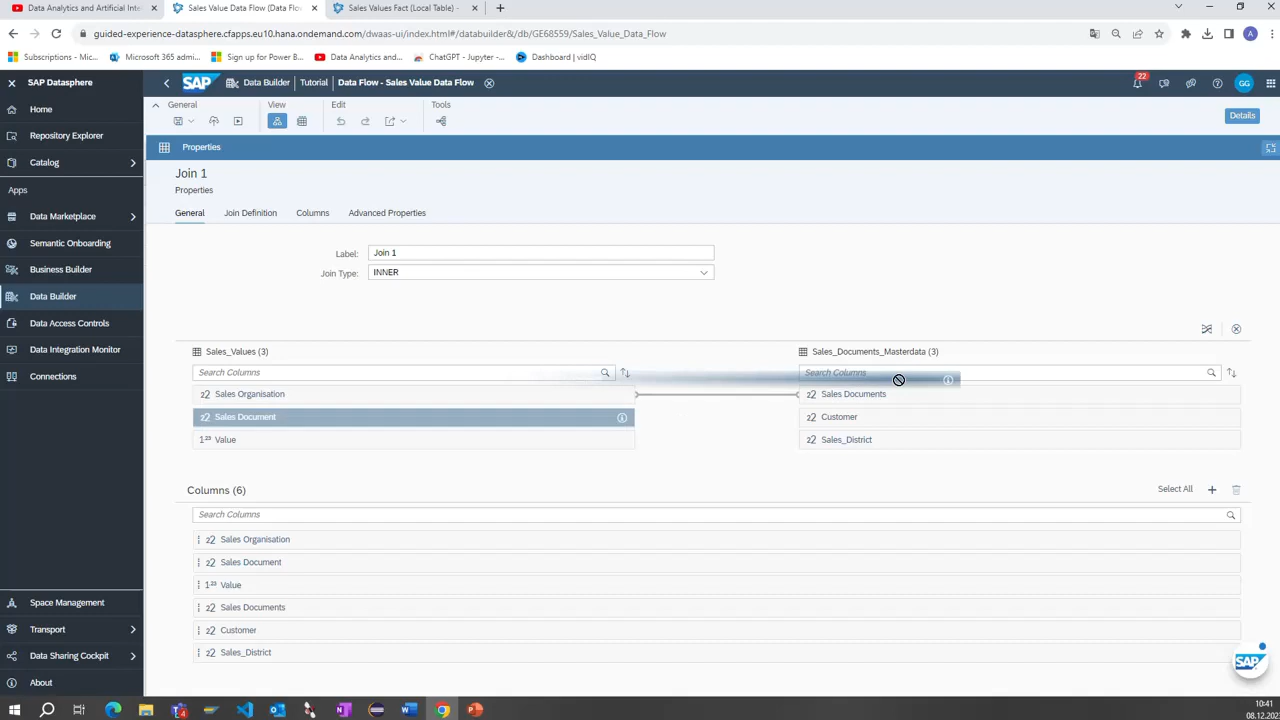 Data Analytics and Artificial Inte
Sales Value Data Flow (Data Flow
Sales Values Fact (Local Table) -
guided-experience-datasphere.cfapps.eu10.hana.ondemand.com/dwaas-ui/index.html#/databuilder&/db/GE68559/Sales_Value_Data_Flow
A
Subscriptions - Mic...
Microsoft 365 admin...
Sign up for Power B...
Data Analytics and...
ChatGPT - Jupyter -...
Dashboard | vidIQ
SAP Datasphere
SAP
Data Builder
Tutorial
Data Flow - Sales Value Data Flow
22
GG
Home
Repository Explorer
Catalog
Apps
Data Marketplace
Semantic Onboarding
Business Builder
Data Builder
Data Access Controls
Data Integration Monitor
Connections
Space Management
Transport
Data Sharing Cockpit
About
General
View
Edit
Tools
Details
Properties
Join 1
Properties
General
Join Definition
Columns
Advanced Properties
Label:
Join 1
Join Type:
INNER
Sales_Values (3)
Search Columns
Sales Organisation
Sales Document
123 Value
Sales_Documents_Masterdata (3)
Search Columns
Sales Documents
Customer
Sales_District
Columns (6)
Select All
Search Columns
Sales Organisation
Sales Document
123 Value
Sales Documents
Customer
Sales_District
SAP
10:41